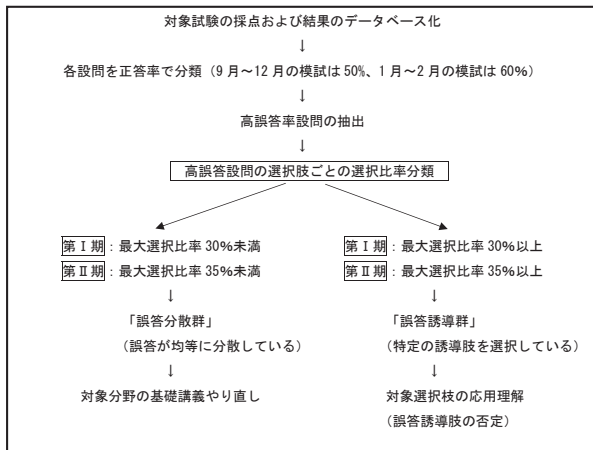 対象試験の採点および結果のデータベース化
↓
各設問を正答率で分類（9月～12月の模試は50%、1月～2月の模試は60%）
↓
高誤答率設問の抽出
↓
高誤答設問の選択肢ごとの選択比率分類
第Ⅰ期：最大選択比率30%未満
第Ⅱ期：最大選択比率35%未満
↓
「誤答分散群」
（誤答が均等に分散している）
↓
対象分野の基礎講義やり直し
第Ⅰ期：最大選択比率30%以上
第Ⅱ期：最大選択比率35%以上
↓
「誤答誘導群」
（特定の誘導肢を選択している）
↓
対象選択枝の応用理解
（誤答誘導肢の否定）